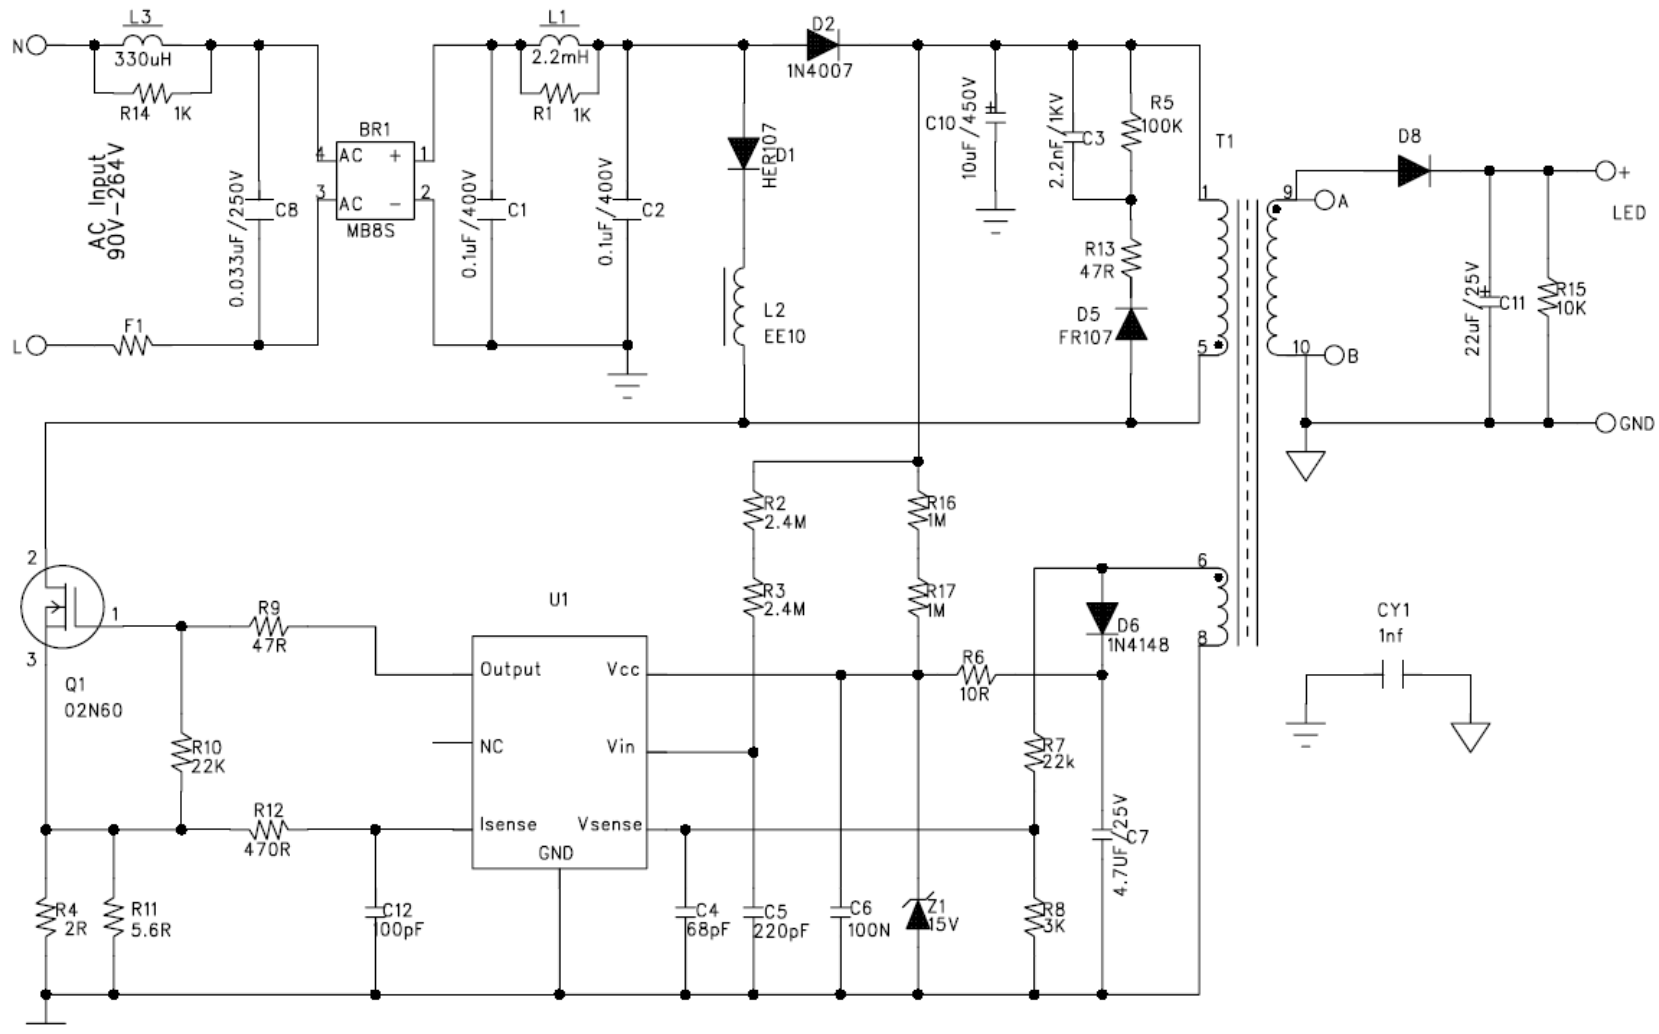 L3
N
330uH
R14 1K
AC Input
90V-264V
F1
L
0.033uF/250V
C8
BR1
4 AC + 1
3 AC - 2
MB8S
L1
2.2mH
R1 1K
0.1uF/400V
C1
0.1uF/400V
C2
D2
1N4007
HER107
D1
L2
EE10
C10
10uF/450V
2.2nF/1KV
C3
R5
100K
R13
47R
D5
FR107
T1
1
5
9
A
10
B
D8
+
LED
22uF/25V
C11
R15
10K
GND
2
1
3
Q1
02N60
R9
47R
R10
22K
R12
470R
R4
2R
R11
5.6R
C12
100pF
U1
Output
Vcc
NC
Vin
Isense
Vsense
GND
R2
2.4M
R3
2.4M
R16
1M
R17
1M
R6
10R
D6
1N4148
6
8
R7
22k
4.7UF/25V
C7
C4
68pF
C5
220pF
C6
100N
Z1
15V
R8
3K
CY1
1nf